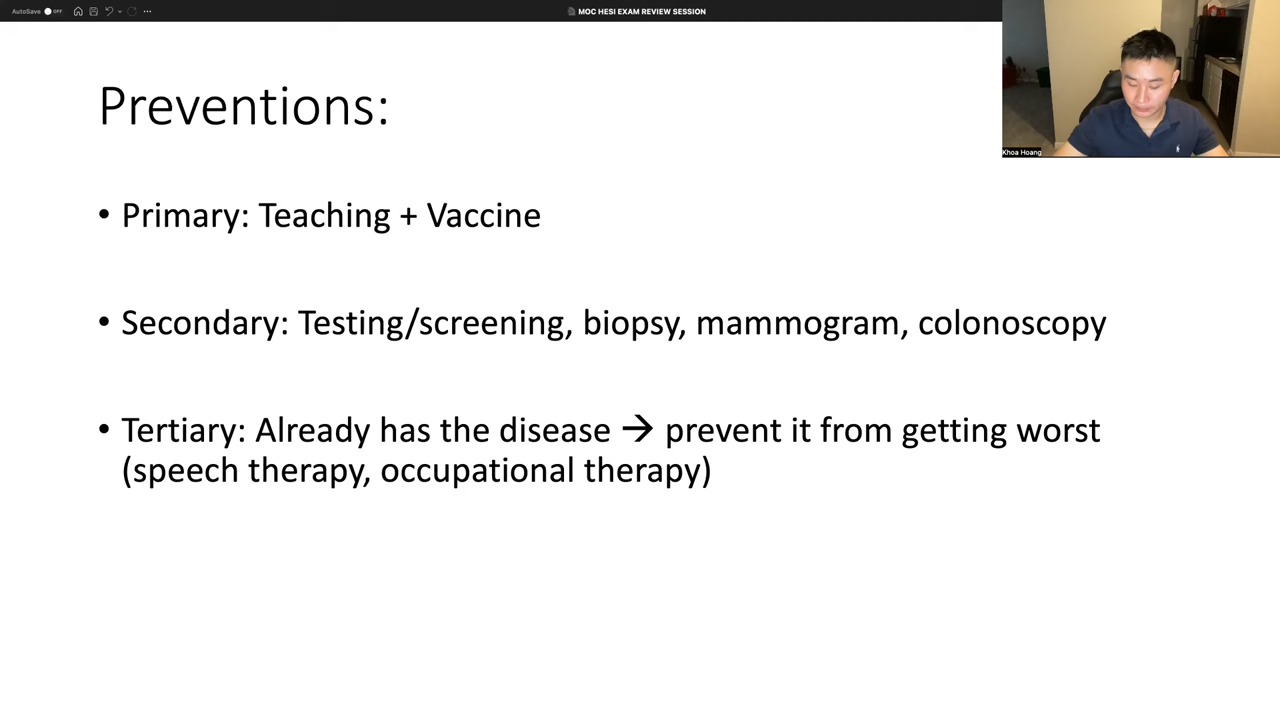 AutoSave OFF
MOC HESI EXAM REVIEW SESSION
Khoa Hoang
Preventions:
• Primary: Teaching + Vaccine
• Secondary: Testing/screening, biopsy, mammogram, colonoscopy
• Tertiary: Already has the disease → prevent it from getting worst
(speech therapy, occupational therapy)